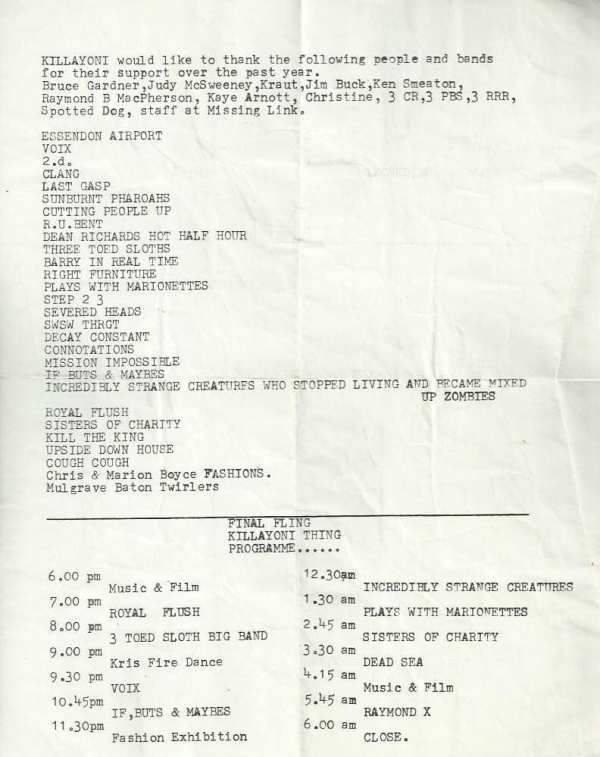 KILLAYONI would like to thank the following people and bands
for their support over the past year.
Bruce Gardner,Judy McSweeney,Kraut,Jim Buck,Ken Smeaton,
Raymond B MacPherson, Kaye Arnott, Christine, 3 CR,3 PBS,3 RRR,
Spotted Dog, staff at Missing Link.
ESSENDON AIRPORT
VOIX
2.d.
CLANG
LAST GASP
SUNBURNT PHAROAHS
CUTTING PEOPLE UP
R.U.BENT
DEAN RICHARDS HOT HALF HOUR
THREE TOED SLOTHS
BARRY IN REAL TIME
RIGHT FURNITURE
PLAYS WITH MARIONETTES
STEP 2 3
SEVERED HEADS
SWSW THRGT
DECAY CONSTANT
CONNOTATIONS
MISSION IMPOSSIBLE
IF BUTS & MAYBES
INCREDIBLY STRANGE CREATURES WHO STOPPED LIVING AND BECAME MIXED
UP ZOMBIES
ROYAL FLUSH
SISTERS OF CHARITY
KILL THE KING
UPSIDE DOWN HOUSE
COUGH COUGH
Chris & Marion Boyce FASHIONS.
Mulgrave Baton Twirlers
FINAL FLING
KILLAYONI THING
PROGRAMME......
6.00 pm
Music & Film
7.00 pm
ROYAL FLUSH
8.00 pm
3 TOED SLOTH BIG BAND
9.00 pm
Kris Fire Dance
9.30 pm
VOIX
10.45pm
IF,BUTS & MAYBES
11.30pm
Fashion Exhibition
12.30am
INCREDIBLY STRANGE CREATURES
1.30 am
PLAYS WITH MARIONETTES
2.45 am
SISTERS OF CHARITY
3.30 am
DEAD SEA
4.15 am
Music & Film
5.45 am
RAYMOND X
6.00 am
CLOSE.